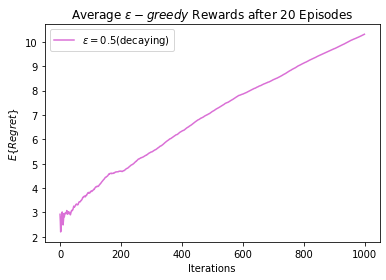 Average ε − greedy Rewards after 20 Episodes
ε = 0.5(decaying)
E{Regret}
10
9
8
7
6
5
4
3
2
0 200 400 600 800 1000
Iterations